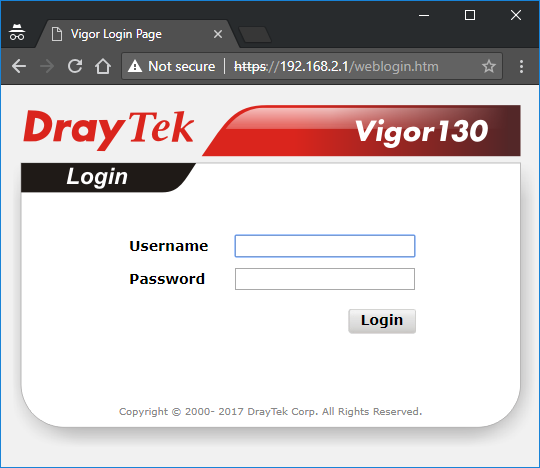 Vigor Login Page
Not secure | https://192.168.2.1/weblogin.htm
DrayTek Vigor130
Login
Username
Password
Login
Copyright © 2000- 2017 DrayTek Corp. All Rights Reserved.